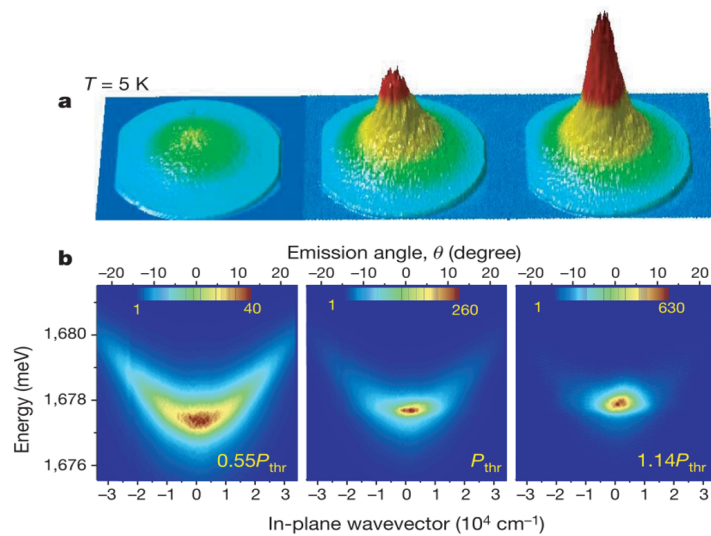 T = 5 K
a
b
Emission angle, θ (degree)
−20 −10 0 10 20 −20 −10 0 10 20 −20 −10 0 10 20
1 40 1 260 1 630
1,680
1,678
1,676
Energy (meV)
0.55Pthr Pthr 1.14Pthr
−3 −2 −1 0 1 2 3 −3 −2 −1 0 1 2 3 −3 −2 −1 0 1 2 3
In-plane wavevector (10⁴ cm⁻¹)